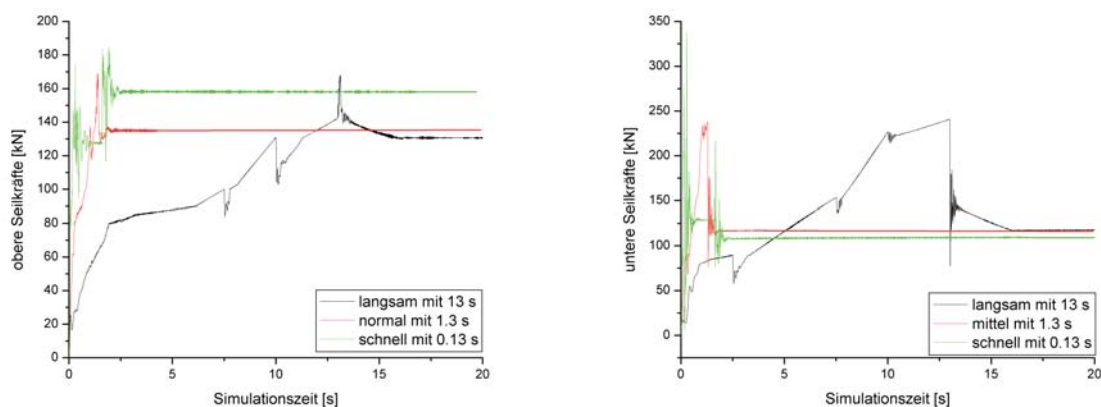 obere Seilkräfte [kN]
200
180
160
140
120
100
80
60
40
20
0
langsam mit 13 s
normal mit 1.3 s
schnell mit 0.13 s
0
5
10
15
20
Simulationszeit [s]
untere Seilkräfte [kN]
350
300
250
200
150
100
50
0
langsam mit 13 s
mittel mit 1.3 s
schnell mit 0.13 s
0
5
10
15
20
Simulationszeit [s]